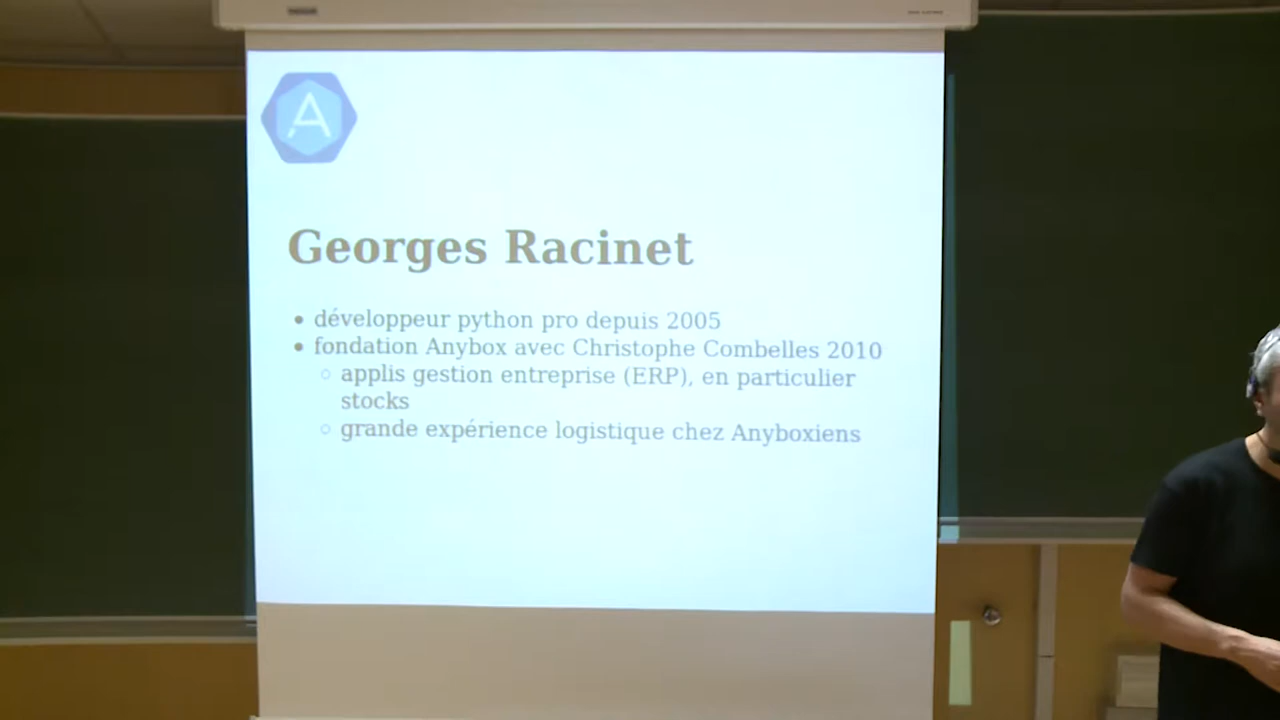 A
Georges Racinet
• développeur python pro depuis 2005
• fondation Anybox avec Christophe Combelles 2010
○ applis gestion entreprise (ERP), en particulier
stocks
○ grande expérience logistique chez Anyboxiens